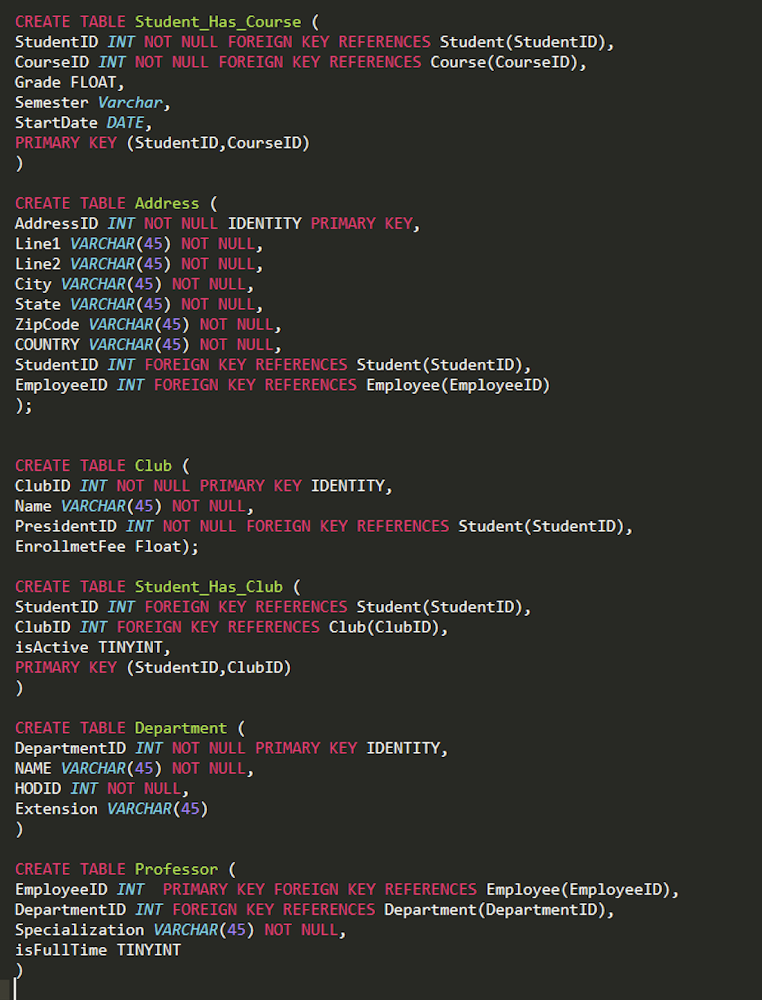 CREATE TABLE Student_Has_Course (
StudentID INT NOT NULL FOREIGN KEY REFERENCES Student(StudentID),
CourseID INT NOT NULL FOREIGN KEY REFERENCES Course(CourseID),
Grade FLOAT,
Semester Varchar,
StartDate DATE,
PRIMARY KEY (StudentID,CourseID)
)
CREATE TABLE Address (
AddressID INT NOT NULL IDENTITY PRIMARY KEY,
Line1 VARCHAR(45) NOT NULL,
Line2 VARCHAR(45) NOT NULL,
City VARCHAR(45) NOT NULL,
State VARCHAR(45) NOT NULL,
ZipCode VARCHAR(45) NOT NULL,
COUNTRY VARCHAR(45) NOT NULL,
StudentID INT FOREIGN KEY REFERENCES Student(StudentID),
EmployeeID INT FOREIGN KEY REFERENCES Employee(EmployeeID)
);
CREATE TABLE Club (
ClubID INT NOT NULL PRIMARY KEY IDENTITY,
Name VARCHAR(45) NOT NULL,
PresidentID INT NOT NULL FOREIGN KEY REFERENCES Student(StudentID),
EnrollmetFee Float);
CREATE TABLE Student_Has_Club (
StudentID INT FOREIGN KEY REFERENCES Student(StudentID),
ClubID INT FOREIGN KEY REFERENCES Club(ClubID),
isActive TINYINT,
PRIMARY KEY (StudentID,ClubID)
)
CREATE TABLE Department (
DepartmentID INT NOT NULL PRIMARY KEY IDENTITY,
NAME VARCHAR(45) NOT NULL,
HODID INT NOT NULL,
Extension VARCHAR(45)
)
CREATE TABLE Professor (
EmployeeID INT  PRIMARY KEY FOREIGN KEY REFERENCES Employee(EmployeeID),
DepartmentID INT FOREIGN KEY REFERENCES Department(DepartmentID),
Specialization VARCHAR(45) NOT NULL,
isFullTime TINYINT
)